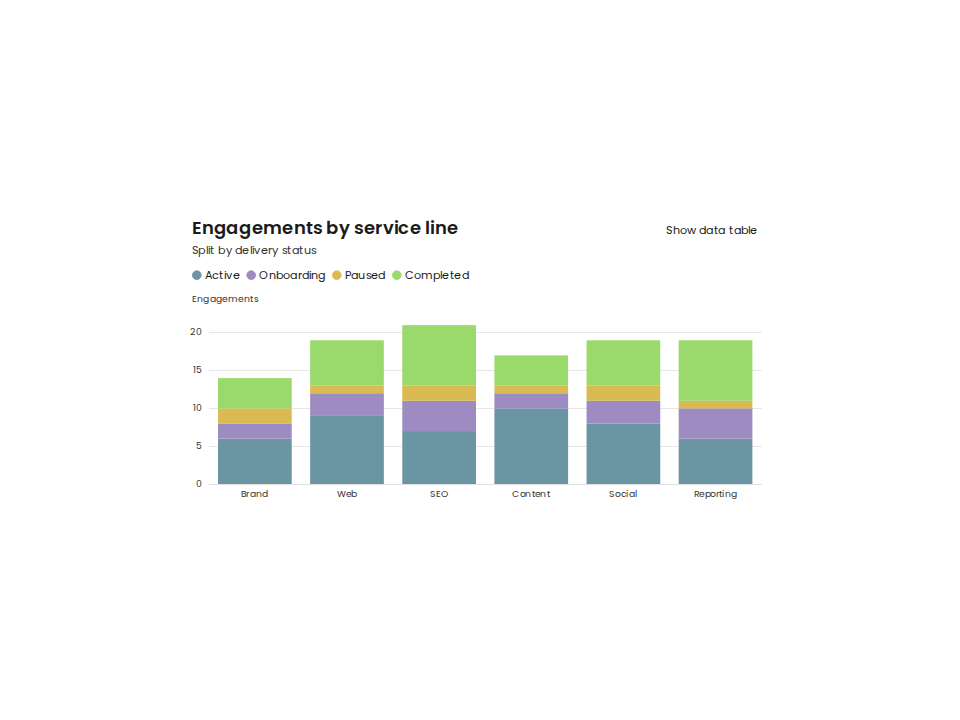 Engagements by service line
Show data table
Split by delivery status
Active Onboarding Paused Completed
Engagements
20
15
10
5
0
Brand Web SEO Content Social Reporting